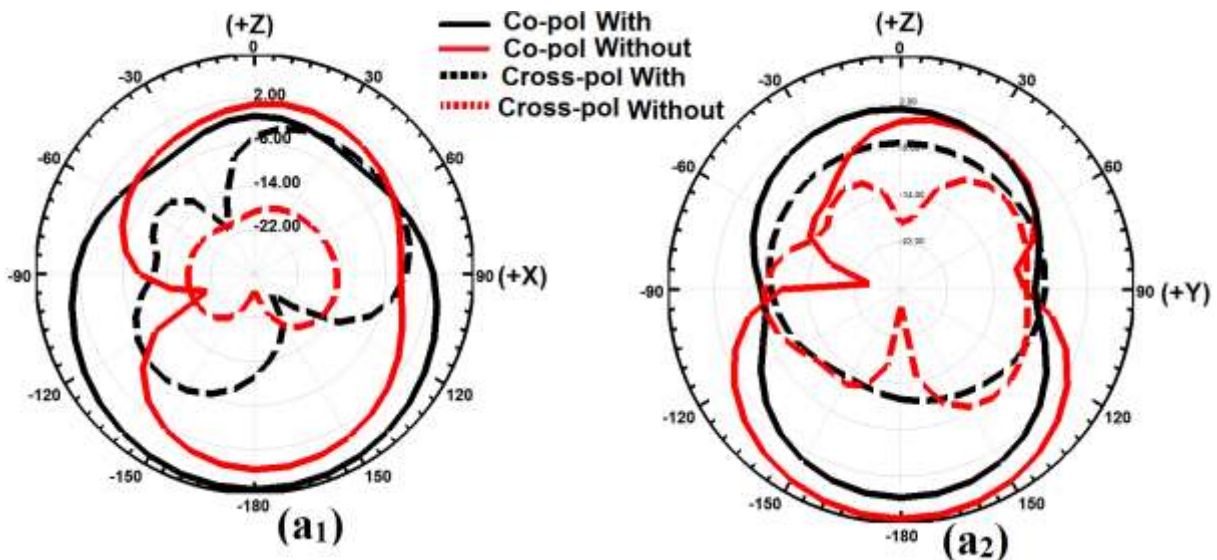 Co-pol With
Co-pol Without
Cross-pol With
Cross-pol Without
(+Z)
0
-30
30
2.00
-6.00
-60
60
-14.00
-22.00
-90
90 (+X)
-120
120
-150
150
-180
(a1)
(+Z)
0
-30
30
-60
60
-90
90
(+Y)
-120
120
-150
150
-180
(a2)